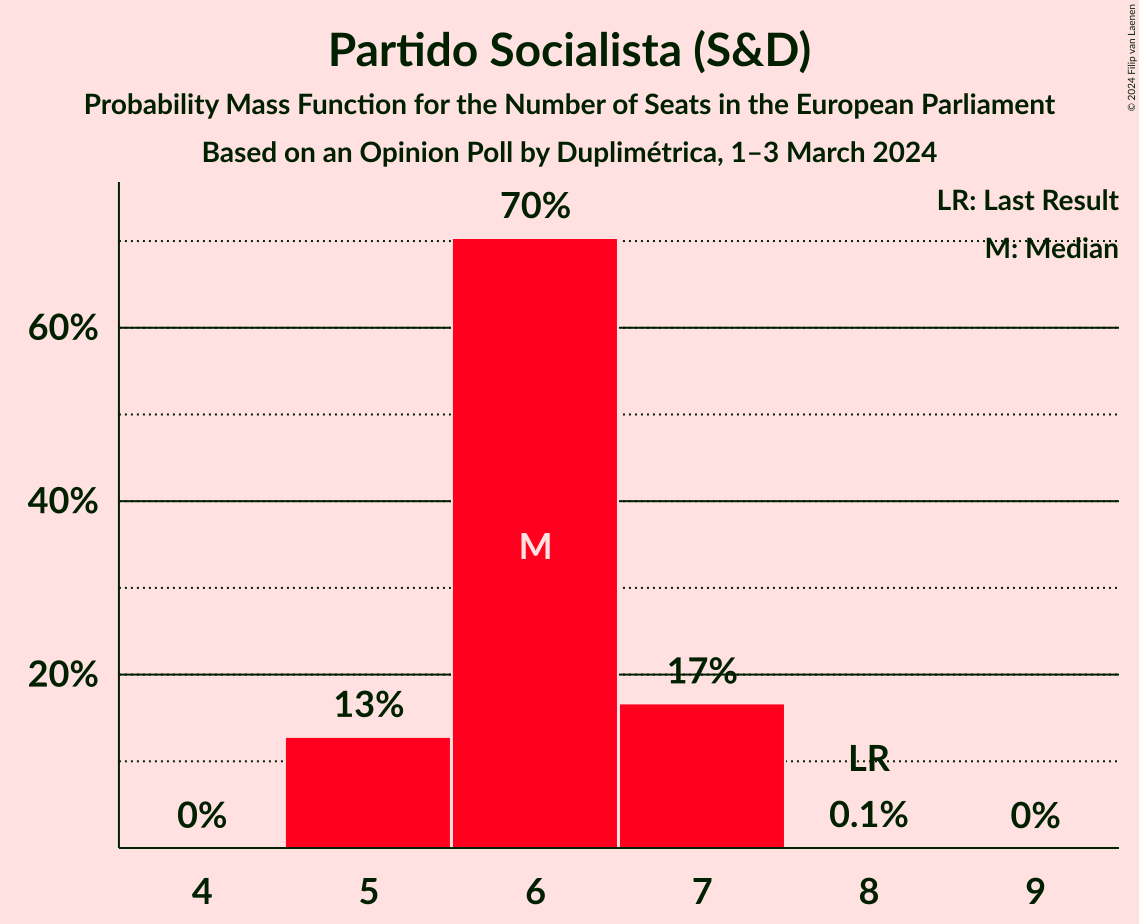 Partido Socialista (S&D)
Probability Mass Function for the Number of Seats in the European Parliament
Based on an Opinion Poll by Duplimétrica, 1–3 March 2024
© 2024 Filip van Laenen
LR: Last Result
M: Median
70%
60%
40%
M
20%
17%
13%
LR
0%
0.1%
0%
4 5 6 7 8 9